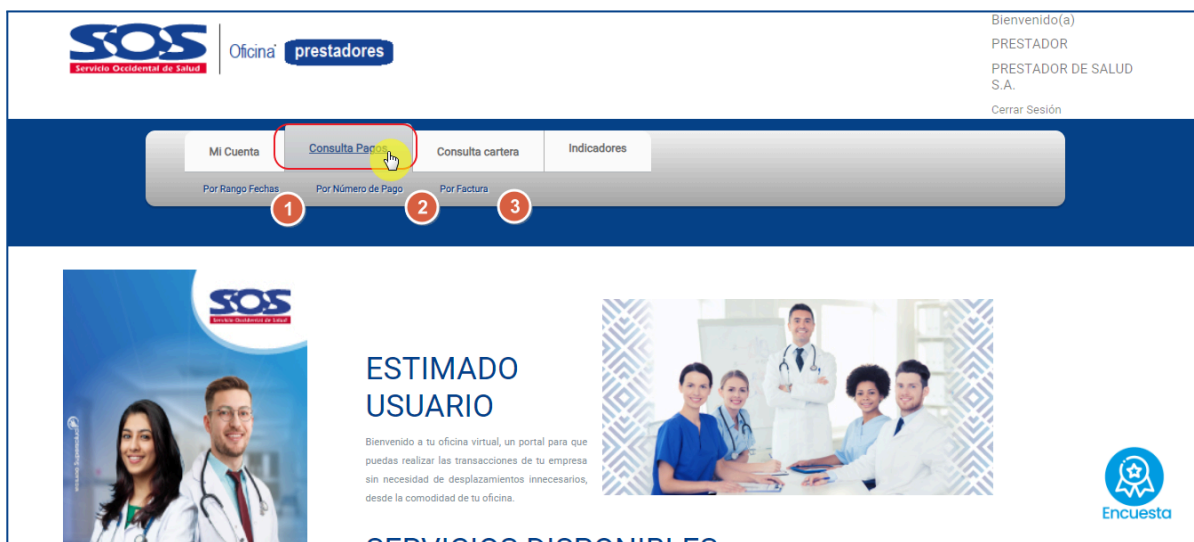 Bienvenido(a)
PRESTADOR
PRESTADOR DE SALUD
S.A.
Cerrar Sesión
SOS
Servicio Occidental de Salud
Oficina prestadores
Mi Cuenta
Consulta Pagos
Consulta cartera
Indicadores
Por Rango Fechas
Por Número de Pago
Por Factura
1
2
3
SOS
Servicio Occidental de Salud
ESTIMADO
USUARIO
Bienvenido a tu oficina virtual, un portal para que
puedas realizar las transacciones de tu empresa
sin necesidad de desplazamientos innecesarios,
desde la comodidad de tu oficina.
Encuesta
SERVICIOS DISPONIBLES